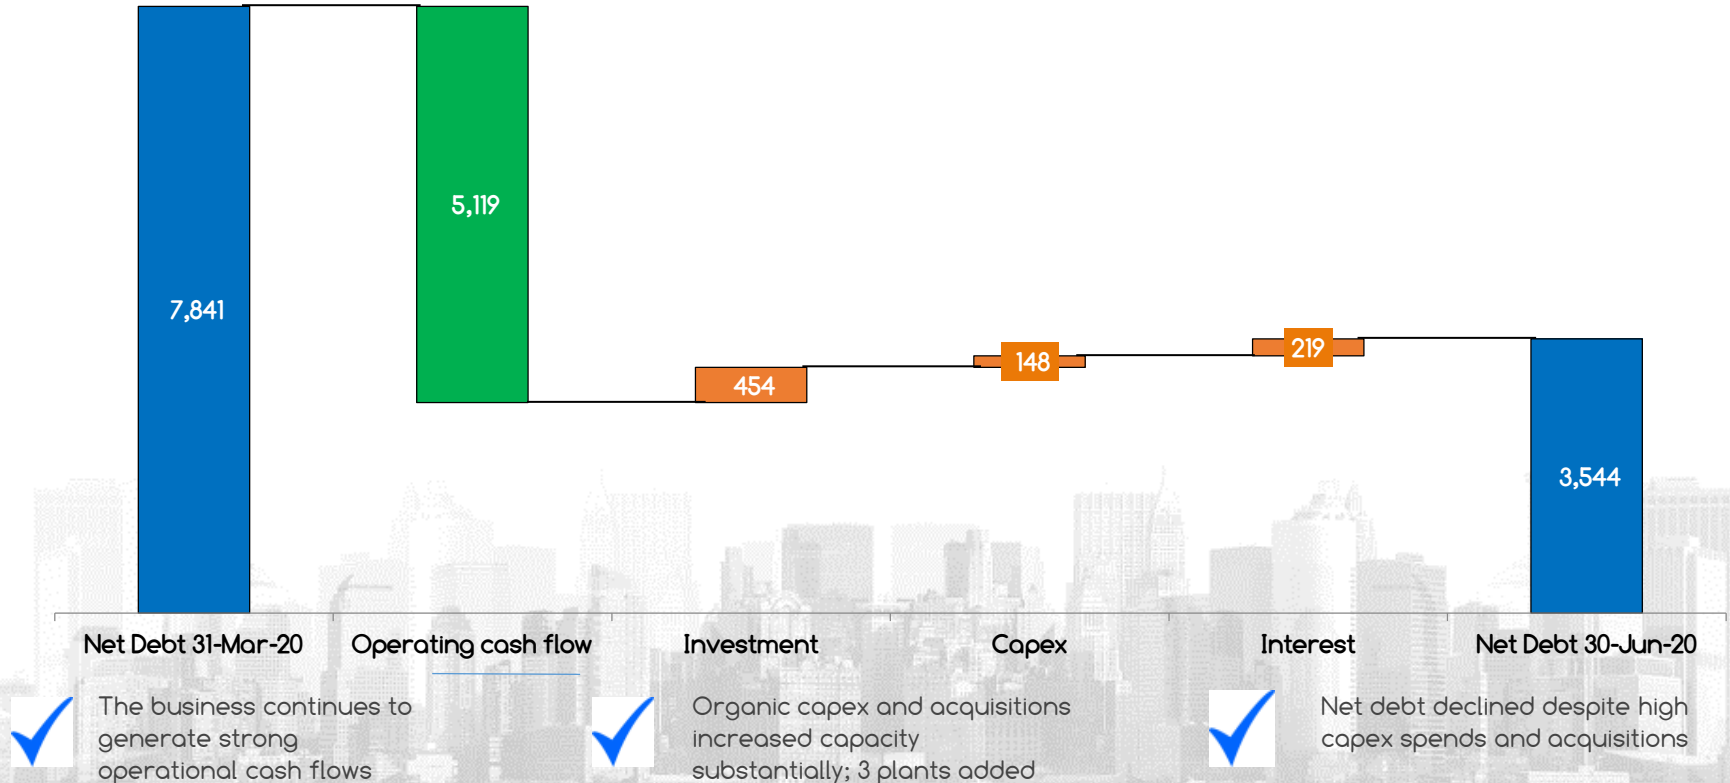 7,841
5,119
454
148
219
3,544
Net Debt 31-Mar-20
Operating cash flow
Investment
Capex
Interest
Net Debt 30-Jun-20
The business continues to
generate strong
operational cash flows
Organic capex and acquisitions
increased capacity
substantially; 3 plants added
Net debt declined despite high
capex spends and acquisitions